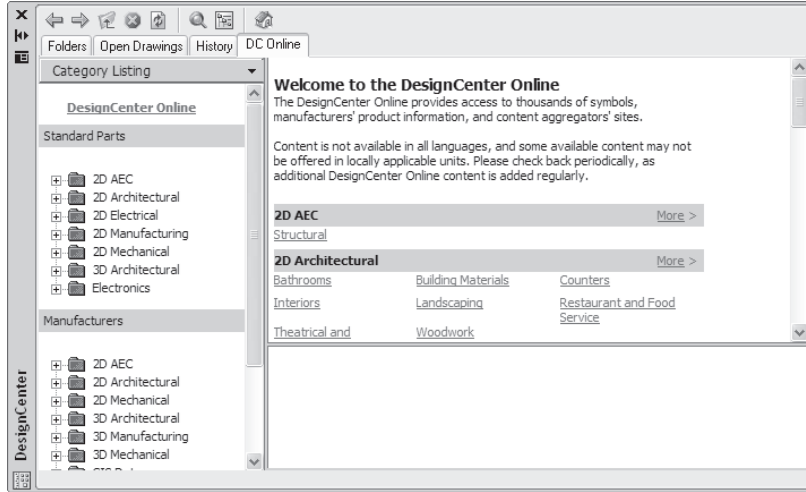 Folders
Open Drawings
History
DC Online
Category Listing
DesignCenter Online
Standard Parts
2D AEC
2D Architectural
2D Electrical
2D Manufacturing
2D Mechanical
3D Architectural
Electronics
Manufacturers
2D AEC
2D Architectural
2D Mechanical
3D Architectural
3D Manufacturing
3D Mechanical
Welcome to the DesignCenter Online
The DesignCenter Online provides access to thousands of symbols,
manufacturers' product information, and content aggregators' sites.
Content is not available in all languages, and some available content may not
be offered in locally applicable units. Please check back periodically, as
additional DesignCenter Online content is added regularly.
2D AEC More >
Structural
2D Architectural More >
Bathrooms Building Materials Counters
Interiors Landscaping Restaurant and Food
Service
Theatrical and Woodwork
DesignCenter